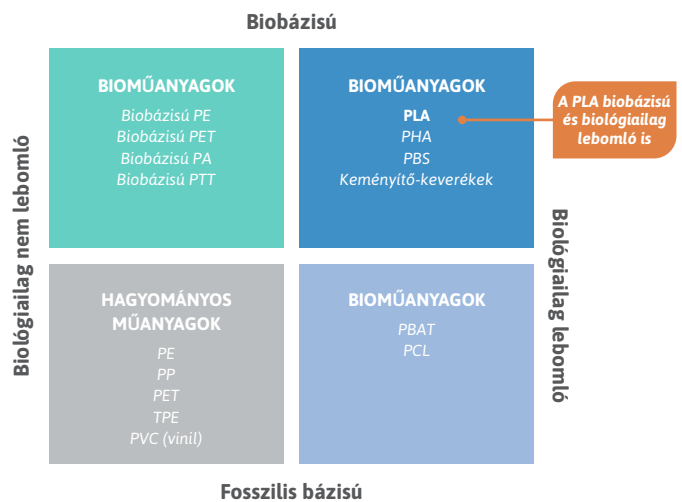 Biobázisú
BIOMŰANYAGOK
Biobázisú PE
Biobázisú PET
Biobázisú PA
Biobázisú PTT
BIOMŰANYAGOK
PLA
PHA
PBS
Keményítő-keverékek
A PLA biobázisú
és biológiailag
lebomló is
Biológiailag nem lebomló
Biológiailag lebomló
HAGYOMÁNYOS
MŰANYAGOK
PE
PP
PET
TPE
PVC (vinil)
BIOMŰANYAGOK
PBAT
PCL
Fosszilis bázisú